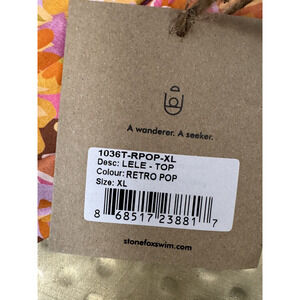 A wanderer. A seeker.
1036T-RPOP-XL
Desc: LELE - TOP
Colour: RETRO POP
Size: XL
8 68517 23881 7
stonefoxswim.com